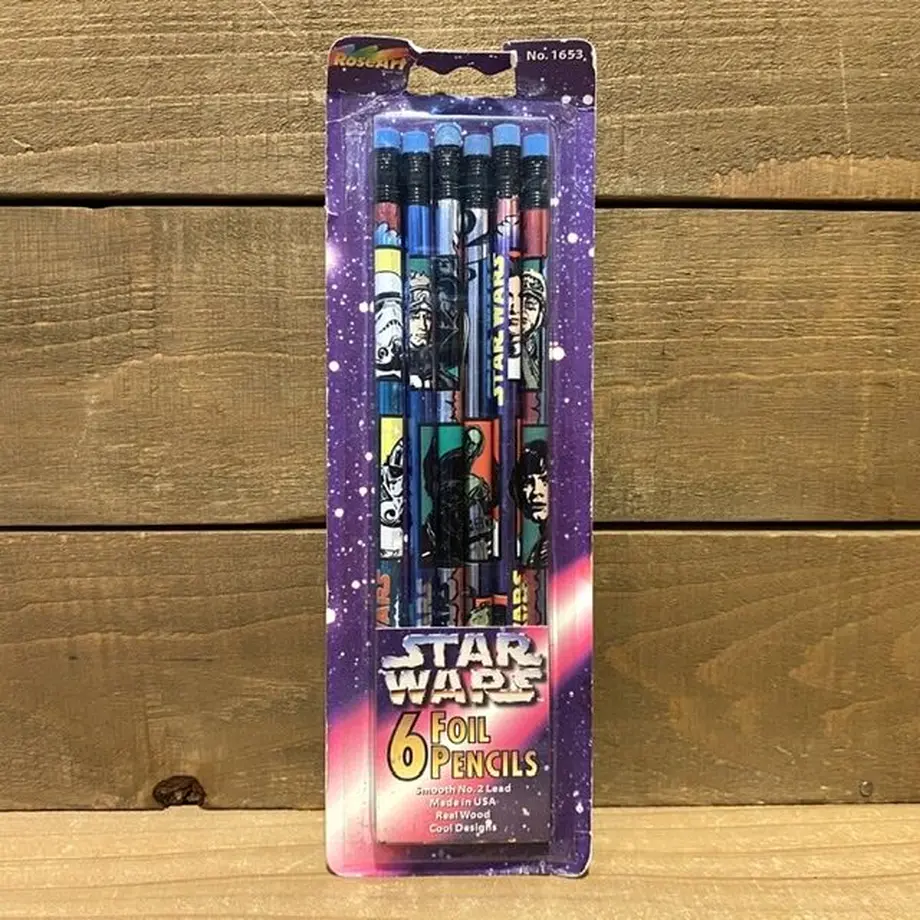 RoseArt
No. 1653
STAR WARS
ARS
STAR
WARS
6 FOIL
PENCILS
Smooth No. 2 Lead
Made in USA
Real Wood
Cool Designs